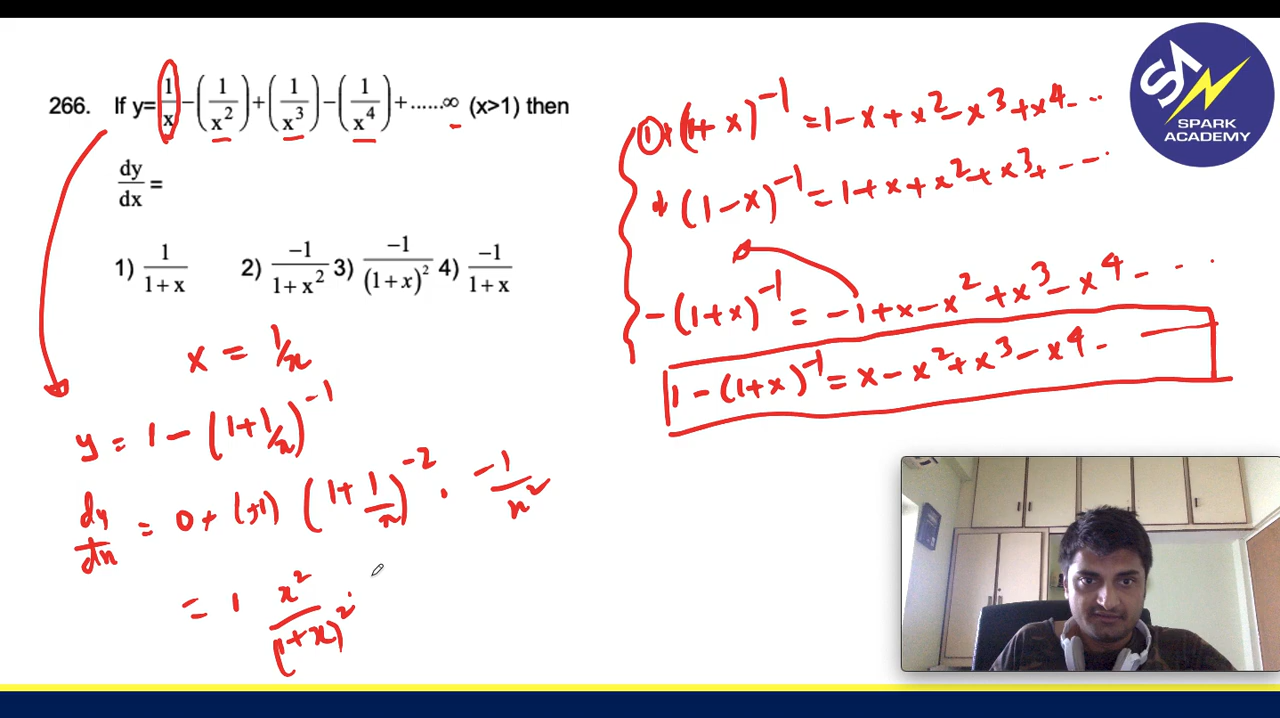 266. If y= 1/x − (1/x²) + (1/x³) − (1/x⁴) + ......∞ (x>1) then
dy/dx =
1) 1/(1+x) 2) −1/(1+x²) 3) −1/(1+x)² 4) −1/(1+x)
x = 1/x
y = 1 − (1+1/x)⁻¹
dy/dx = 0 + (+1) (1+1/x)⁻² · −1/x²
= 1 x²/(1+x)²
① (1+x)⁻¹ = 1 − x + x² − x³ + x⁴ - ..
(1−x)⁻¹ = 1 + x + x² + x³ + - - .
−(1+x)⁻¹ = −1 + x − x² + x³ − x⁴ - - .
1 − (1+x)⁻¹ = x − x² + x³ − x⁴ -
SA
SPARK
ACADEMY